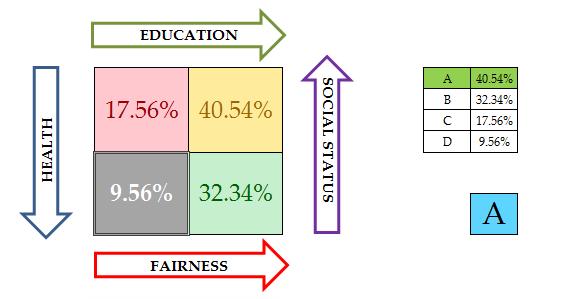 EDUCATION
HEALTH
17.56% 40.54%
9.56% 32.34%
SOCIAL STATUS
FAIRNESS
A 40.54%
B 32.34%
C 17.56%
D 9.56%
A